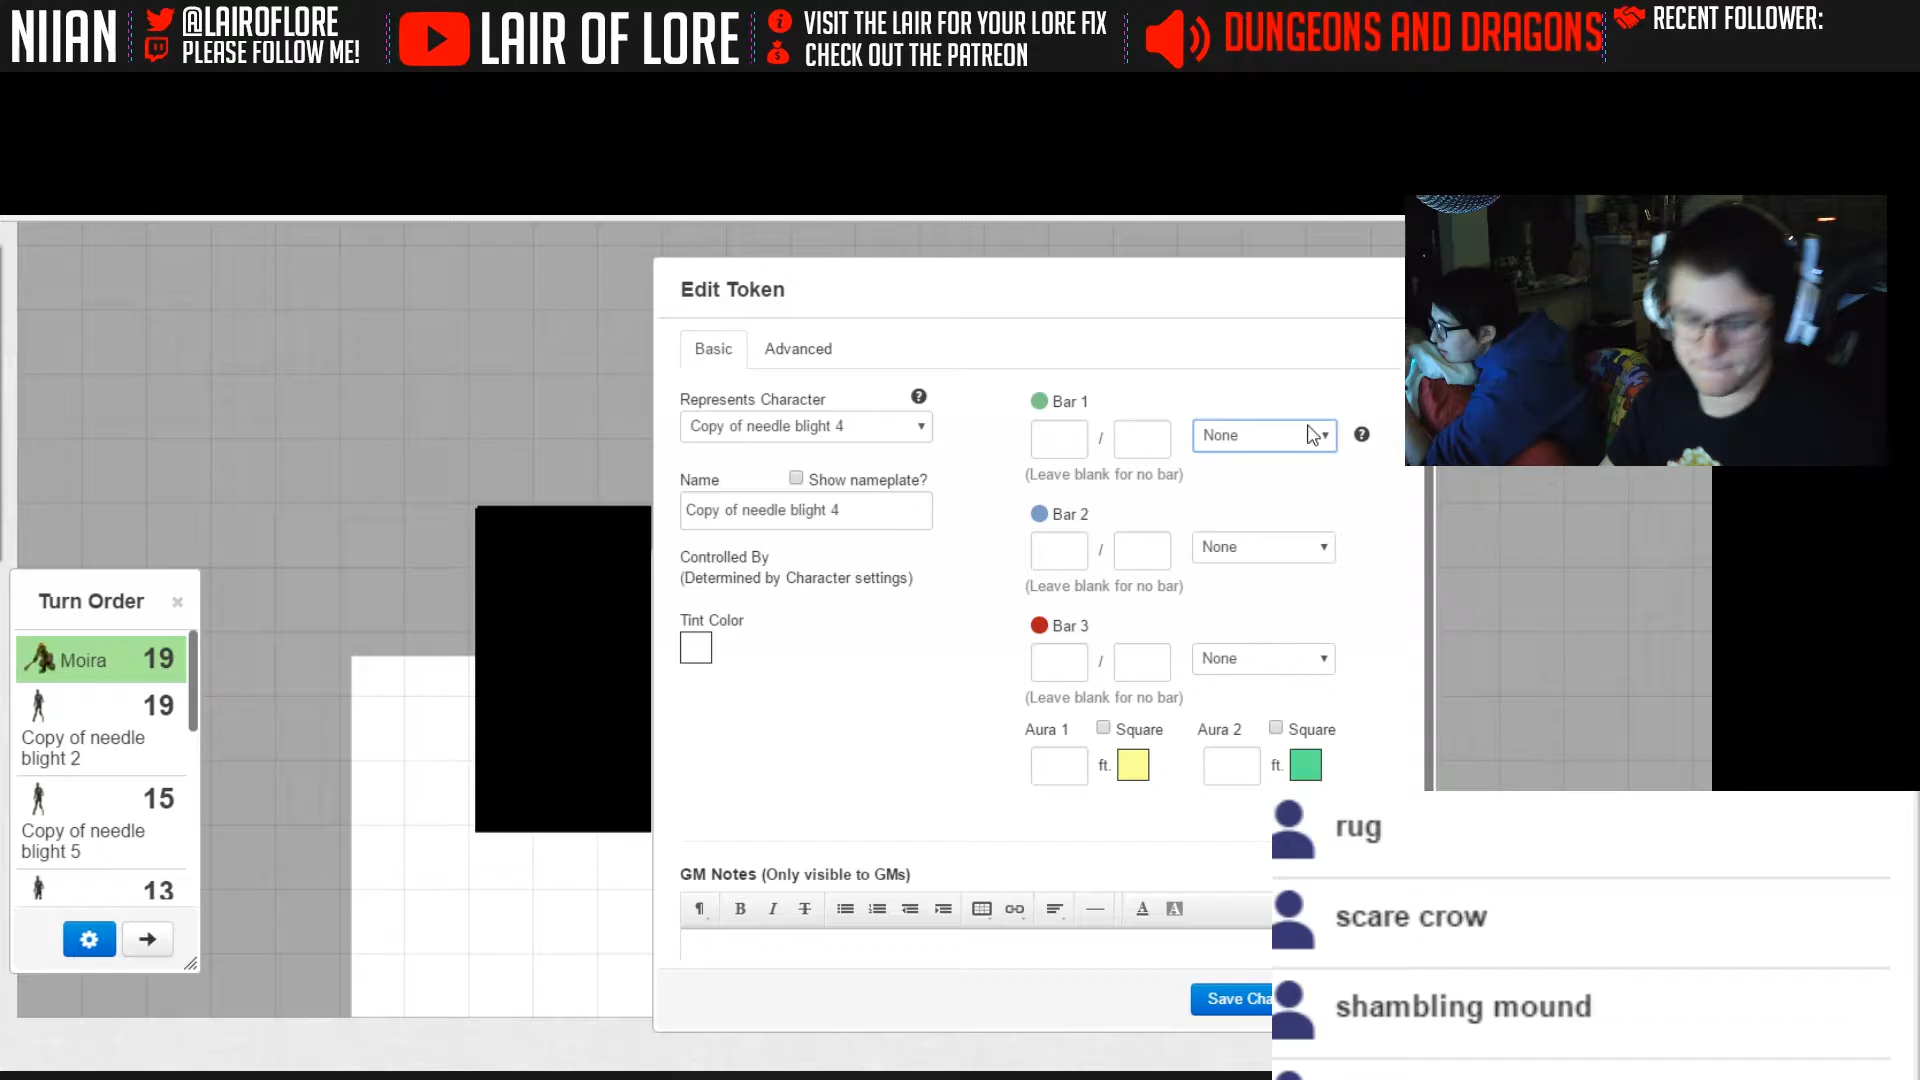 NIIAN
@LAIROFLORE
PLEASE FOLLOW ME!
LAIR OF LORE
VISIT THE LAIR FOR YOUR LORE FIX
CHECK OUT THE PATREON
DUNGEONS AND DRAGONS
RECENT FOLLOWER:
Edit Token
Basic
Advanced
Represents Character
Copy of needle blight 4
Name
Show nameplate?
Copy of needle blight 4
Controlled By
(Determined by Character settings)
Tint Color
Bar 1
/
None
(Leave blank for no bar)
Bar 2
/
None
(Leave blank for no bar)
Bar 3
/
None
(Leave blank for no bar)
Aura 1
Square
Aura 2
Square
ft.
ft.
GM Notes (Only visible to GMs)
Save Cha
Turn Order
Moira 19
19
Copy of needle
blight 2
15
Copy of needle
blight 5
13
rug
scare crow
shambling mound